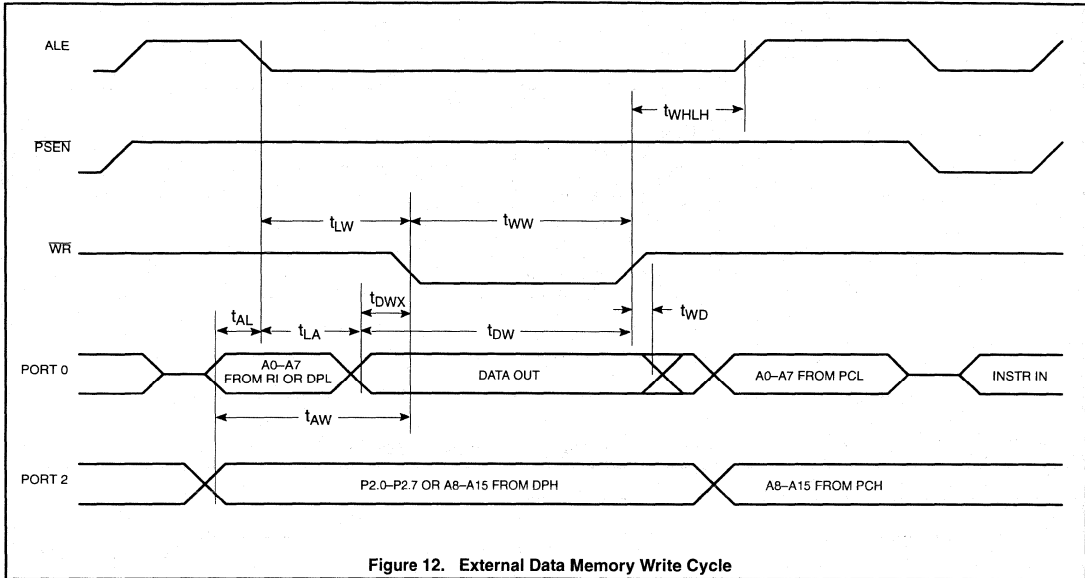 ALE
tWHLH
PSEN
tLW
tWW
WR
tDWX
tAL
tLA
tDW
tWD
PORT 0
A0–A7
FROM RI OR DPL
DATA OUT
A0–A7 FROM PCL
INSTR IN
tAW
PORT 2
P2.0–P2.7 OR A8–A15 FROM DPH
A8–A15 FROM PCH
Figure 12. External Data Memory Write Cycle